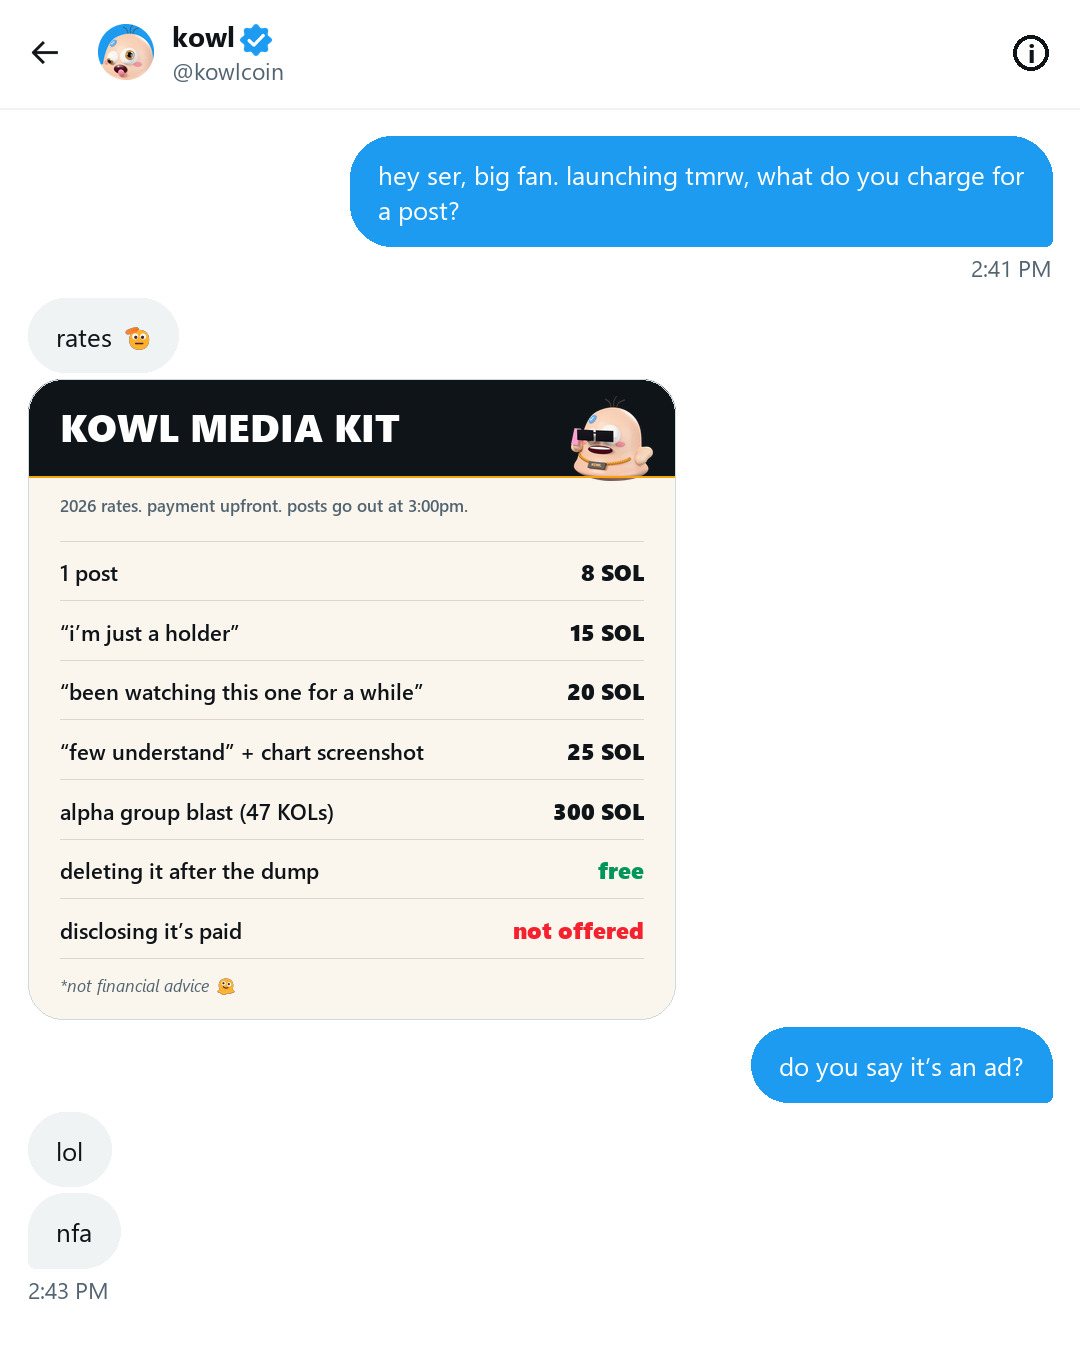 kowl
@kowlcoin
hey ser, big fan. launching tmrw, what do you charge for
a post?
2:41 PM
rates 🫡
KOWL MEDIA KIT
2026 rates. payment upfront. posts go out at 3:00pm.
1 post 8 SOL
“i’m just a holder” 15 SOL
“been watching this one for a while” 20 SOL
“few understand” + chart screenshot 25 SOL
alpha group blast (47 KOLs) 300 SOL
deleting it after the dump free
disclosing it’s paid not offered
*not financial advice 🫠
do you say it’s an ad?
lol
nfa
2:43 PM